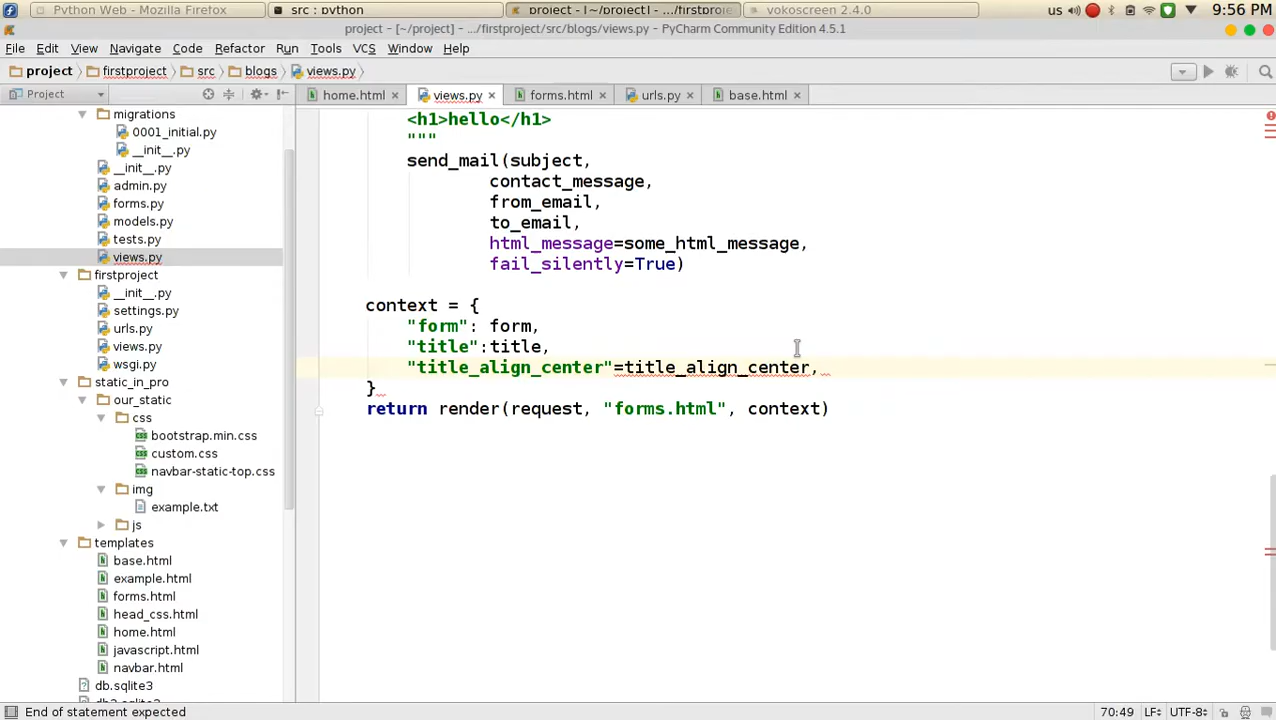 Python Web - Mozilla Firefox
src : python
project - [~/project] - .../firstproje...
vokoscreen 2.4.0
us
9:56 PM
project - [~/project] - .../firstproject/src/blogs/views.py - PyCharm Community Edition 4.5.1
File Edit View Navigate Code Refactor Run Tools VCS Window Help
project firstproject src blogs views.py
Project
home.html views.py forms.html urls.py base.html
migrations
0001_initial.py
__init__.py
__init__.py
admin.py
forms.py
models.py
tests.py
views.py
firstproject
__init__.py
settings.py
urls.py
views.py
wsgi.py
static_in_pro
our_static
css
bootstrap.min.css
custom.css
navbar-static-top.css
img
example.txt
js
templates
base.html
example.html
forms.html
head_css.html
home.html
javascript.html
navbar.html
db.sqlite3
<h1>hello</h1>
"""
send_mail(subject,
contact_message,
from_email,
to_email,
html_message=some_html_message,
fail_silently=True)
context = {
"form": form,
"title":title,
"title_align_center"=title_align_center,
}
return render(request, "forms.html", context)
End of statement expected
70:49 LF UTF-8